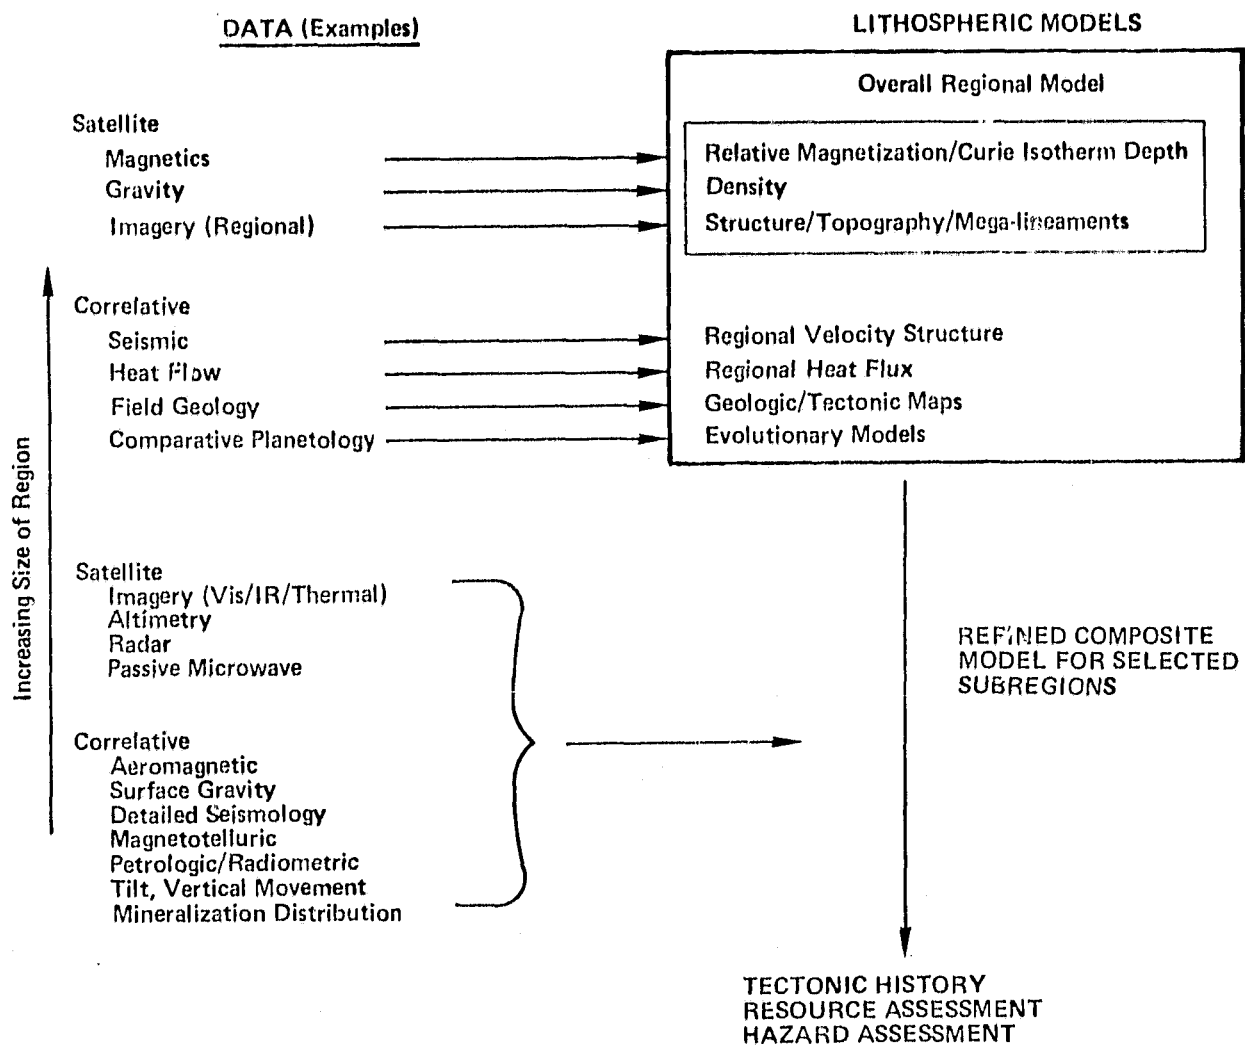 DATA (Examples)
LITHOSPHERIC MODELS
Overall Regional Model
Satellite
Magnetics
Relative Magnetization/Curie Isotherm Depth
Gravity
Density
Imagery (Regional)
Structure/Topography/Mega-lineaments
Correlative
Seismic
Regional Velocity Structure
Heat Flow
Regional Heat Flux
Field Geology
Geologic/Tectonic Maps
Comparative Planetology
Evolutionary Models
Increasing Size of Region
Satellite
Imagery (Vis/IR/Thermal)
Altimetry
Radar
Passive Microwave
REFINED COMPOSITE
MODEL FOR SELECTED
SUBREGIONS
Correlative
Aeromagnetic
Surface Gravity
Detailed Seismology
Magnetotelluric
Petrologic/Radiometric
Tilt, Vertical Movement
Mineralization Distribution
TECTONIC HISTORY
RESOURCE ASSESSMENT
HAZARD ASSESSMENT